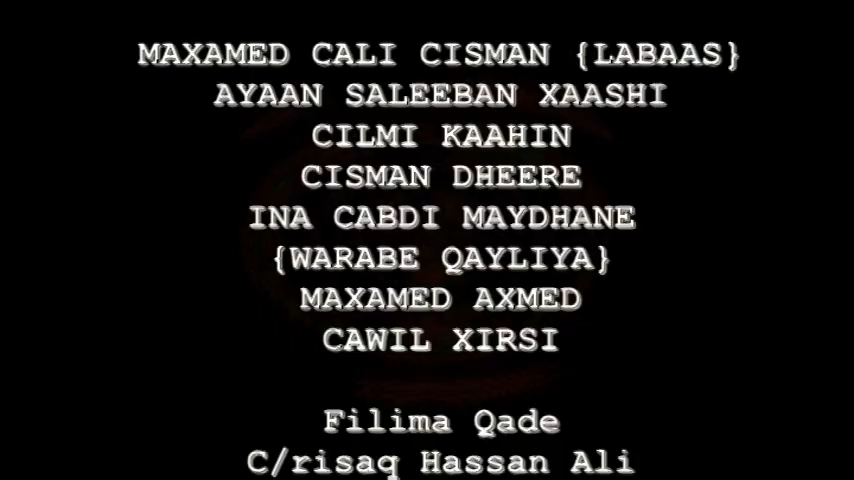 MAXAMED CALI CISMAN {LABAAS}
AYAAN SALEEBAN XAASHI
CILMI KAAHIN
CISMAN DHEERE
INA CABDI MAYDHANE
{WARABE QAYLIYA}
MAXAMED AXMED
CAWIL XIRSI
Filima Qade
C/risaq Hassan Ali